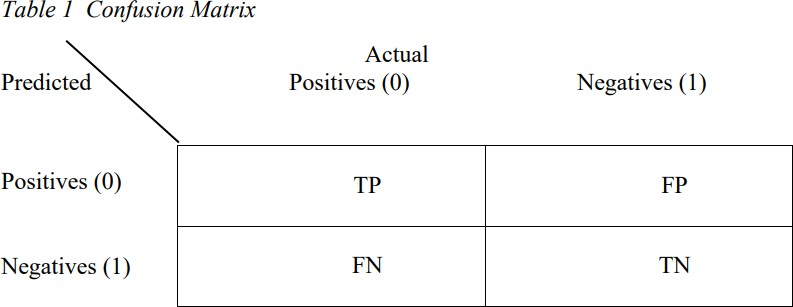 Table 1 Confusion Matrix
Actual
Predicted Positives (0) Negatives (1)
Positives (0) TP FP
Negatives (1) FN TN